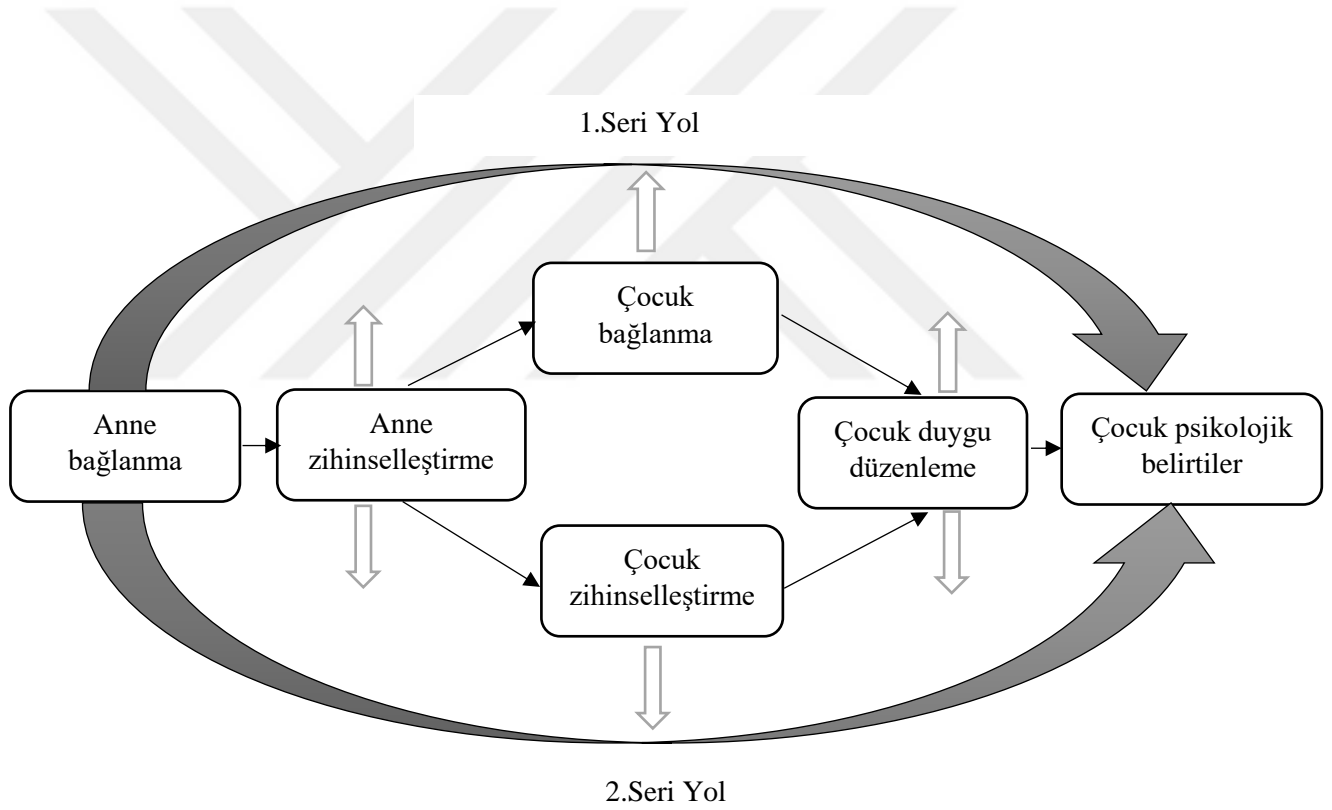 1.Seri Yol
Çocuk
bağlanma
Anne
bağlanma
Anne
zihinselleştirme
Çocuk duygu
düzenleme
Çocuk psikolojik
belirtiler
Çocuk
zihinselleştirme
2.Seri Yol